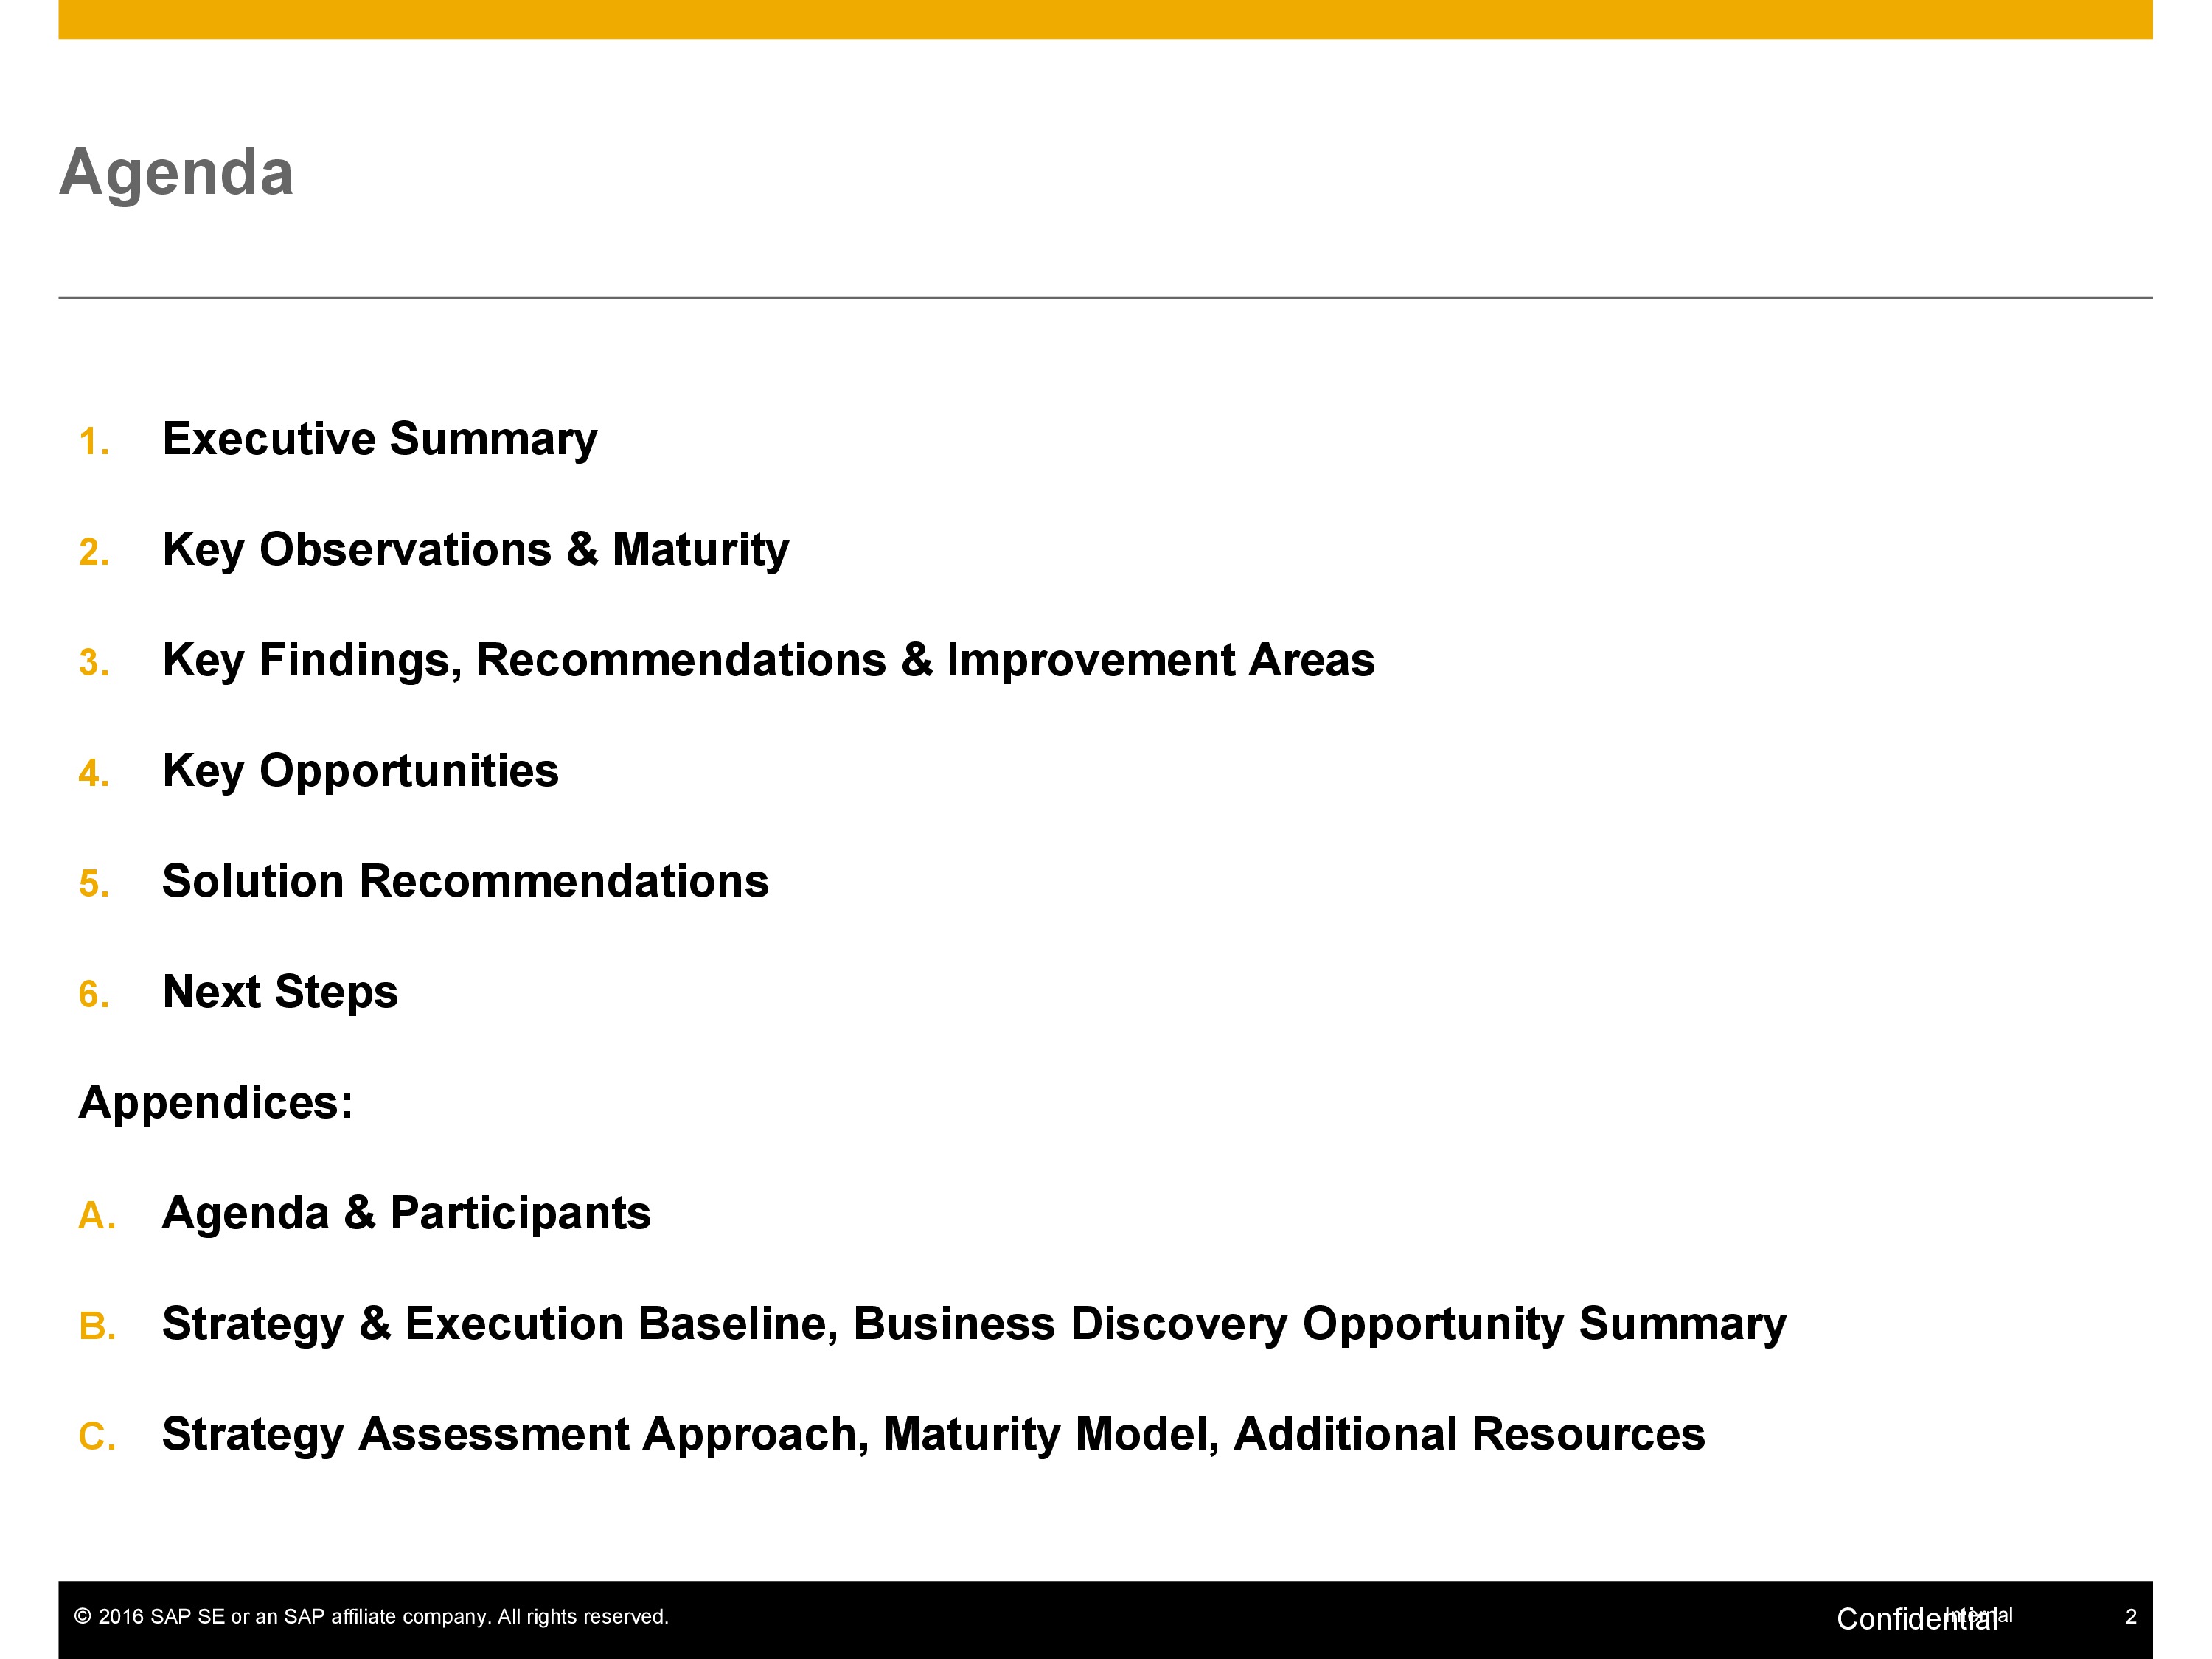 Agenda
1. Executive Summary
2. Key Observations & Maturity
3. Key Findings, Recommendations & Improvement Areas
4. Key Opportunities
5. Solution Recommendations
6. Next Steps
Appendices:
A. Agenda & Participants
B. Strategy & Execution Baseline, Business Discovery Opportunity Summary
C. Strategy Assessment Approach, Maturity Model, Additional Resources
© 2016 SAP SE or an SAP affiliate company. All rights reserved. Confidential Internal 2